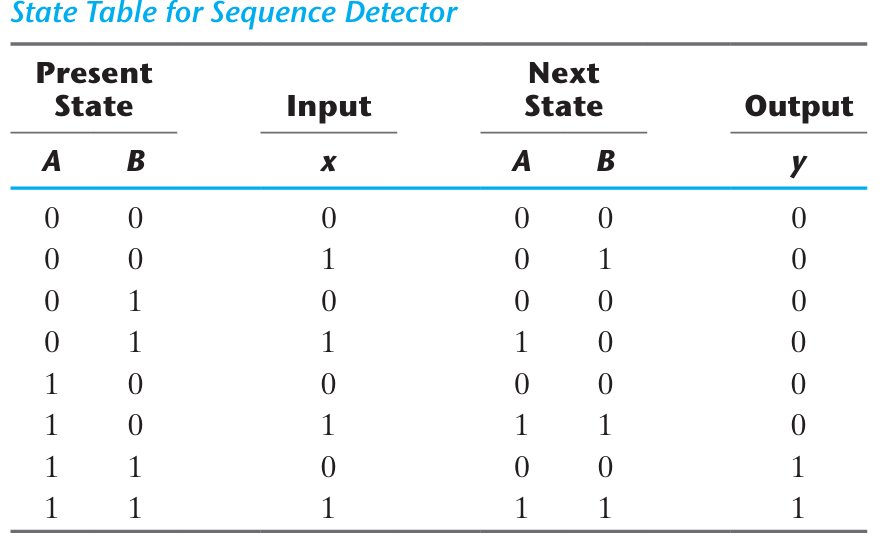 State Table for Sequence Detector
Present State Input Next State Output
A B x A B y
0 0 0 0 0 0
0 0 1 0 1 0
0 1 0 0 0 0
0 1 1 1 0 0
1 0 0 0 0 0
1 0 1 1 1 0
1 1 0 0 0 1
1 1 1 1 1 1